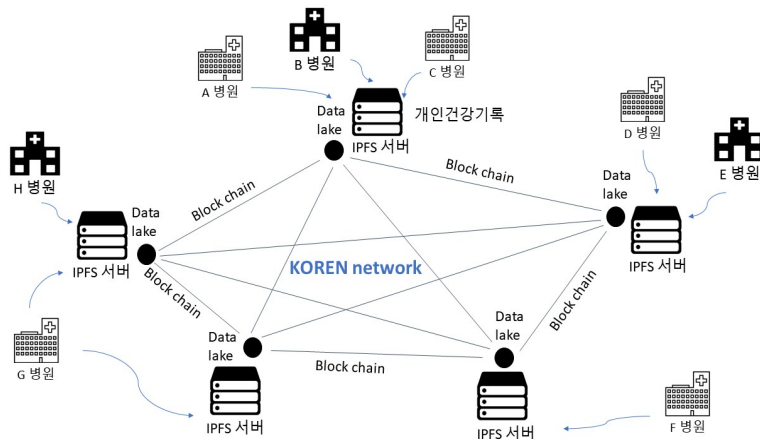 B 병원
C 병원
A 병원
Data
lake
개인건강기록
IPFS 서버
D 병원
H 병원
Block chain
Block chain
E 병원
Data
lake
Data
lake
IPFS 서버
KOREN network
IPFS 서버
Block chain
Block chain
Data
lake
Data
lake
G 병원
Block chain
IPFS 서버
IPFS 서버
F 병원